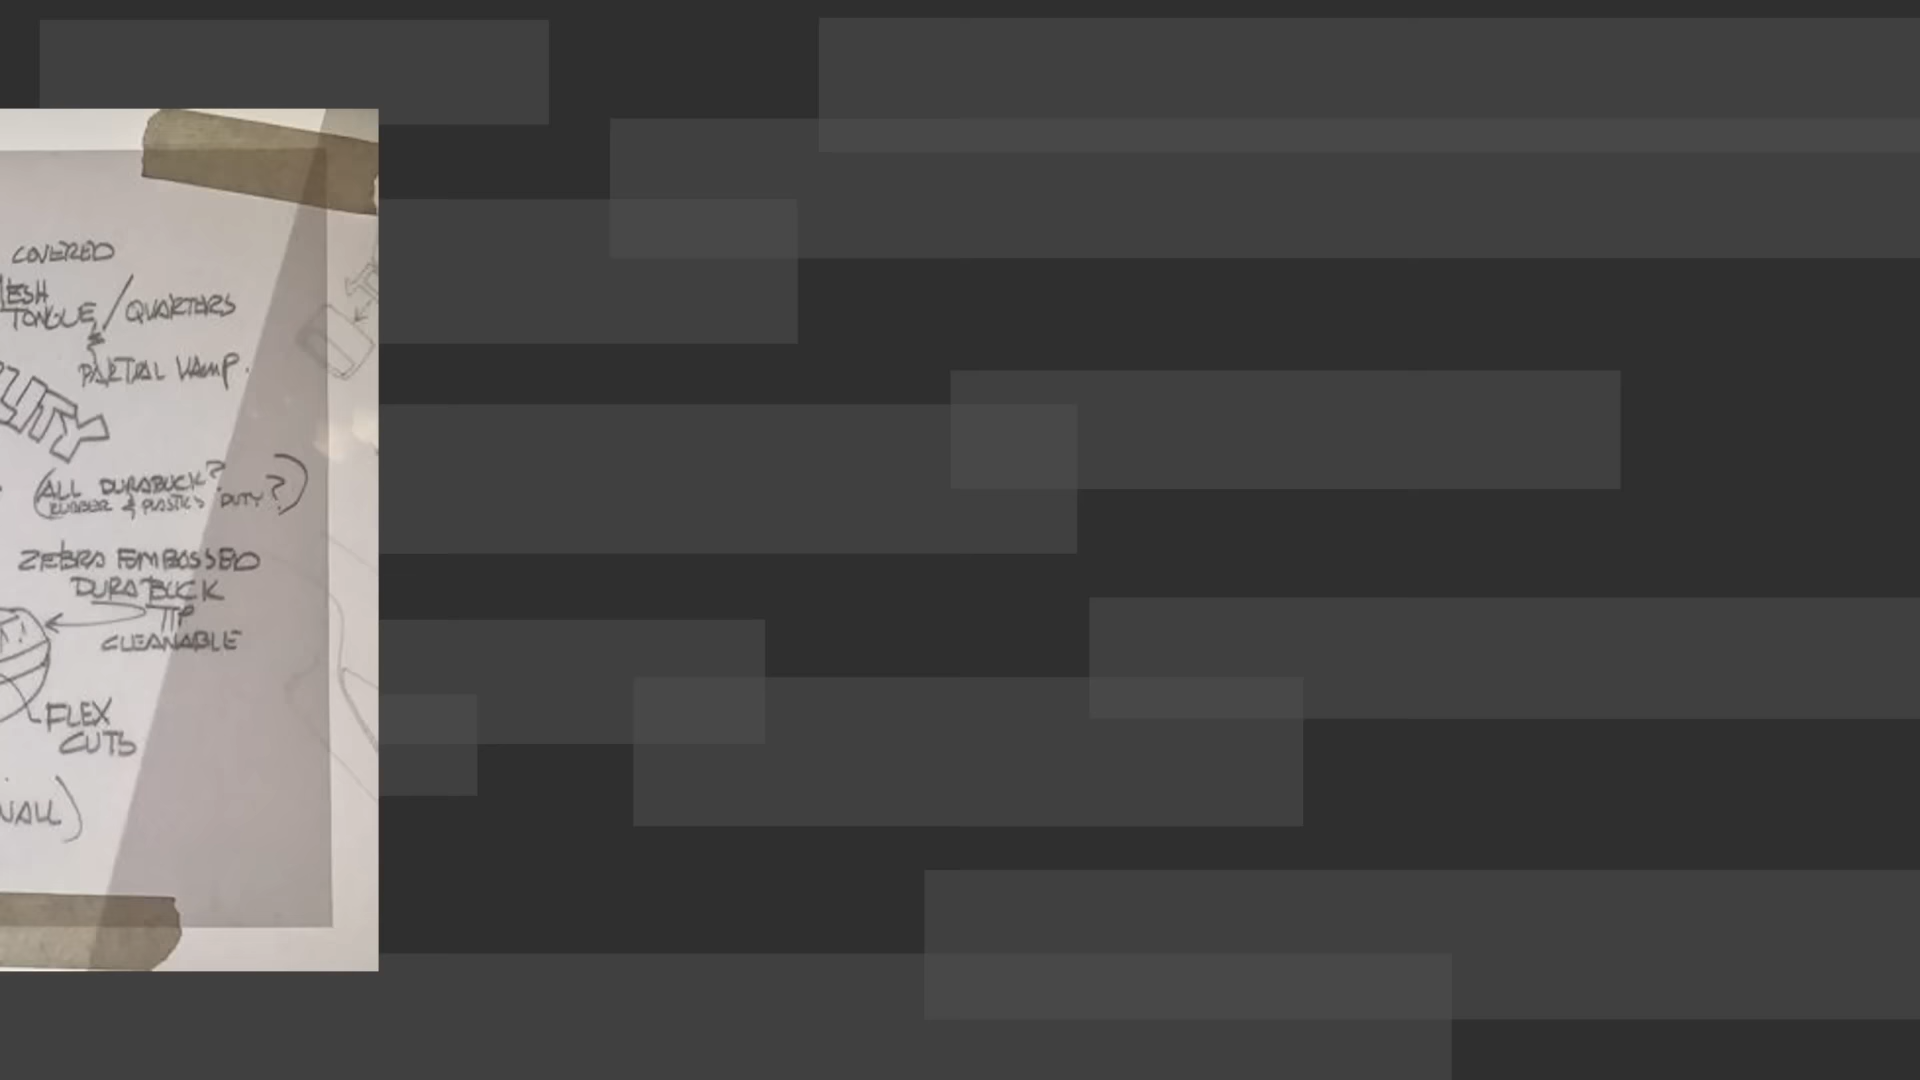 COVERED
ESH
TONGUE / QUARTERS
PARTIAL VAMP.
UTY
(ALL DURABUCK?
RUBBER & PLASTICS DUTY?)
ZEBRA EMBOSSED
DURABUCK
TIP
CLEANABLE
FLEX
CUTS
WALL)